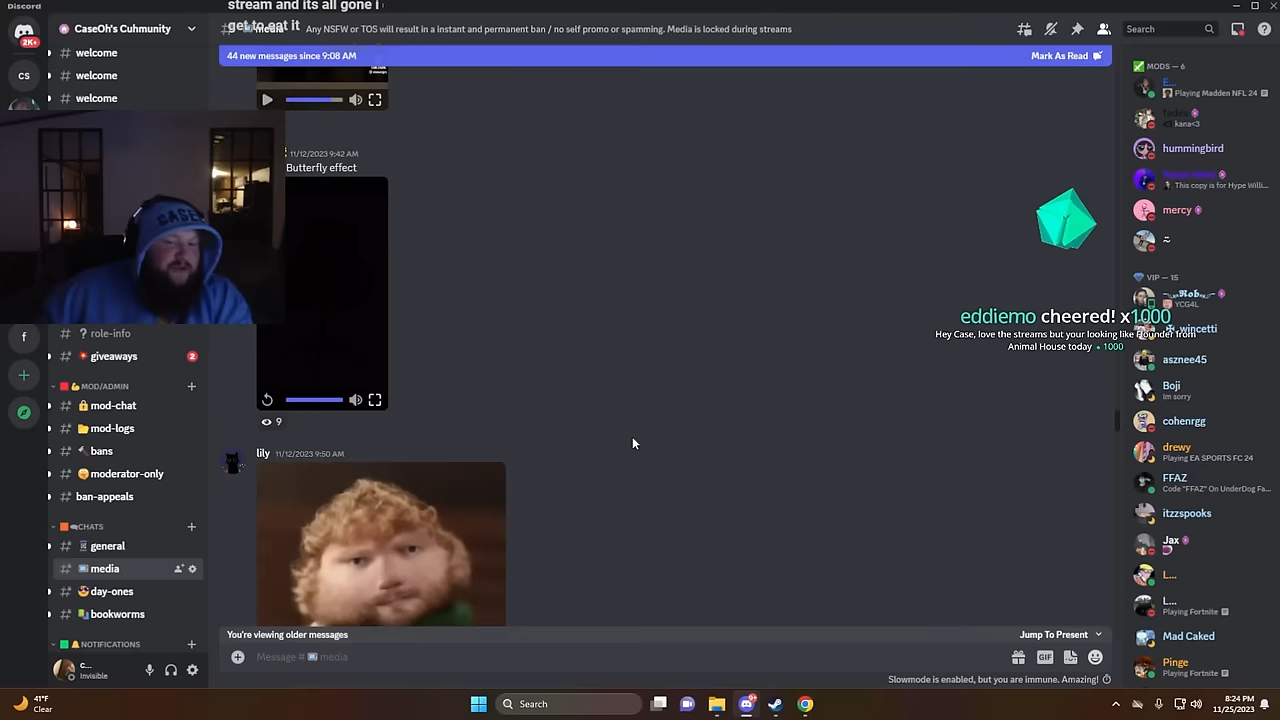 Discord
stream and its all gone i
get to eat it
CaseOh's Cuhmunity
Any NSFW or TOS will result in a instant and permanent ban / no self promo or spamming. Media is locked during streams
Search
2K+
CS
f
welcome
welcome
welcome
role-info
giveaways
2
MOD/ADMIN
mod-chat
mod-logs
bans
moderator-only
ban-appeals
CHATS
general
media
day-ones
bookworms
NOTIFICATIONS
c...
Invisible
44 new messages since 9:08 AM
Mark As Read
11/12/2023 9:42 AM
Butterfly effect
9
lily 11/12/2023 9:50 AM
CASE
eddiemo cheered! x1000
Hey Case, love the streams but your looking like Flounder from
Animal House today 1000
You're viewing older messages
Jump To Present
Message # media
GIF
Slowmode is enabled, but you are immune. Amazing!
MODS — 6
E...
Playing Madden NFL 24
fades
kana<3
hummingbird
This copy is for Hype Willi...
mercy
VIP — 15
Rob
YCG4L
wincetti
asznee45
Boji
Im sorry
cohenrgg
drewy
Playing EA SPORTS FC 24
FFAZ
Code "FFAZ" On UnderDog Fa...
itzzspooks
Jax
L...
L...
Playing Fortnite
Mad Caked
Pinge
Playing Fortnite
41°F
Clear
Search
8:24 PM
11/25/2023